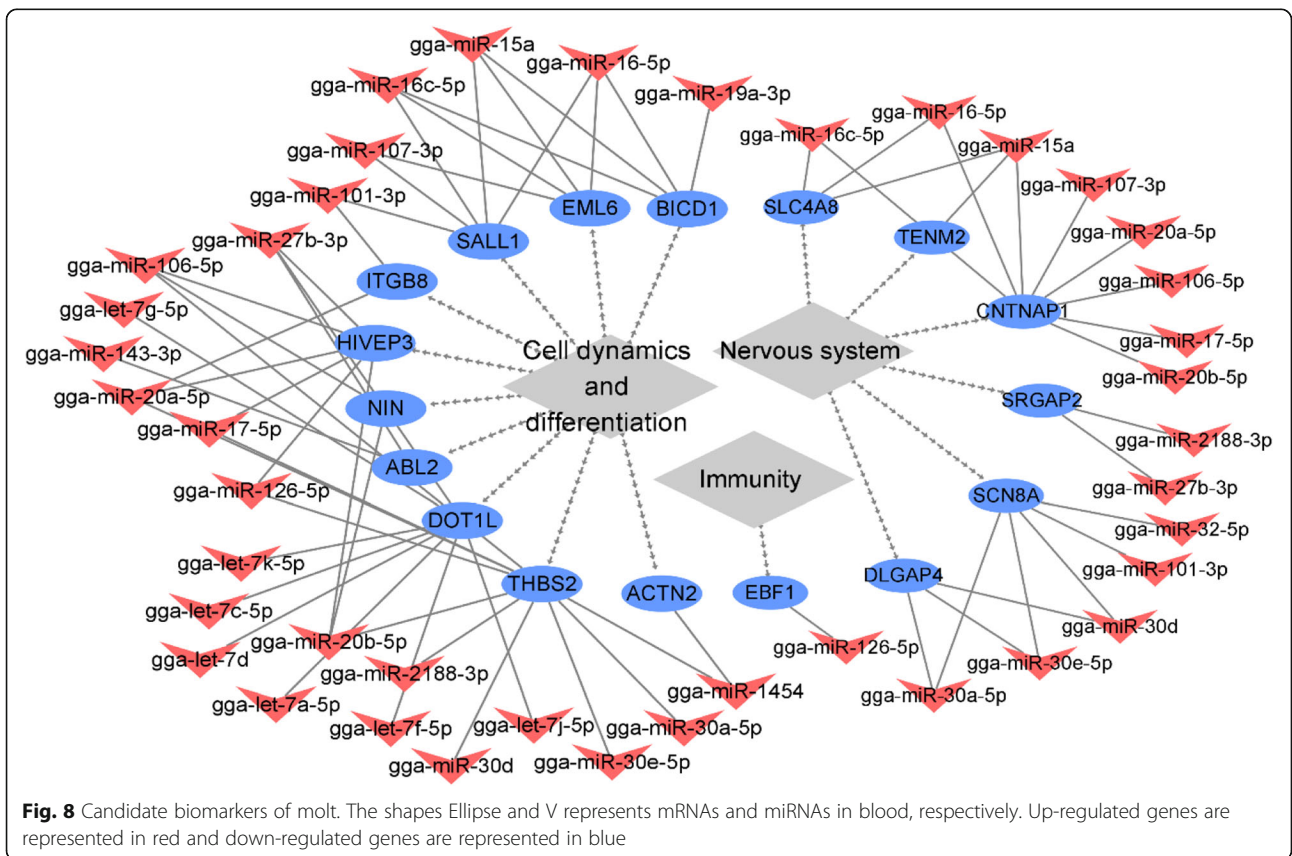 gga-miR-15a
gga-miR-16-5p
gga-miR-16c-5p
gga-miR-19a-3p
gga-miR-107-3p
gga-miR-101-3p
gga-miR-27b-3p
gga-miR-106-5p
gga-let-7g-5p
gga-miR-143-3p
gga-miR-20a-5p
gga-miR-17-5p
gga-miR-126-5p
gga-let-7k-5p
gga-let-7c-5p
gga-let-7d
gga-let-7a-5p
gga-miR-20b-5p
gga-miR-2188-3p
gga-let-7f-5p
gga-miR-30d
gga-let-7j-5p
gga-miR-30e-5p
gga-miR-30a-5p
gga-miR-1454
EML6
BICD1
SALL1
ITGB8
HIVEP3
NIN
ABL2
DOT1L
THBS2
ACTN2
Cell dynamics
and
differentiation
Immunity
EBF1
gga-miR-126-5p
Nervous system
gga-miR-16-5p
gga-miR-16c-5p
gga-miR-15a
gga-miR-107-3p
gga-miR-20a-5p
gga-miR-106-5p
gga-miR-17-5p
gga-miR-20b-5p
gga-miR-2188-3p
gga-miR-27b-3p
gga-miR-32-5p
gga-miR-101-3p
gga-miR-30d
gga-miR-30e-5p
gga-miR-30a-5p
SLC4A8
TENM2
CNTNAP1
SRGAP2
SCN8A
DLGAP4
Fig. 8 Candidate biomarkers of molt. The shapes Ellipse and V represents mRNAs and miRNAs in blood, respectively. Up-regulated genes are
represented in red and down-regulated genes are represented in blue